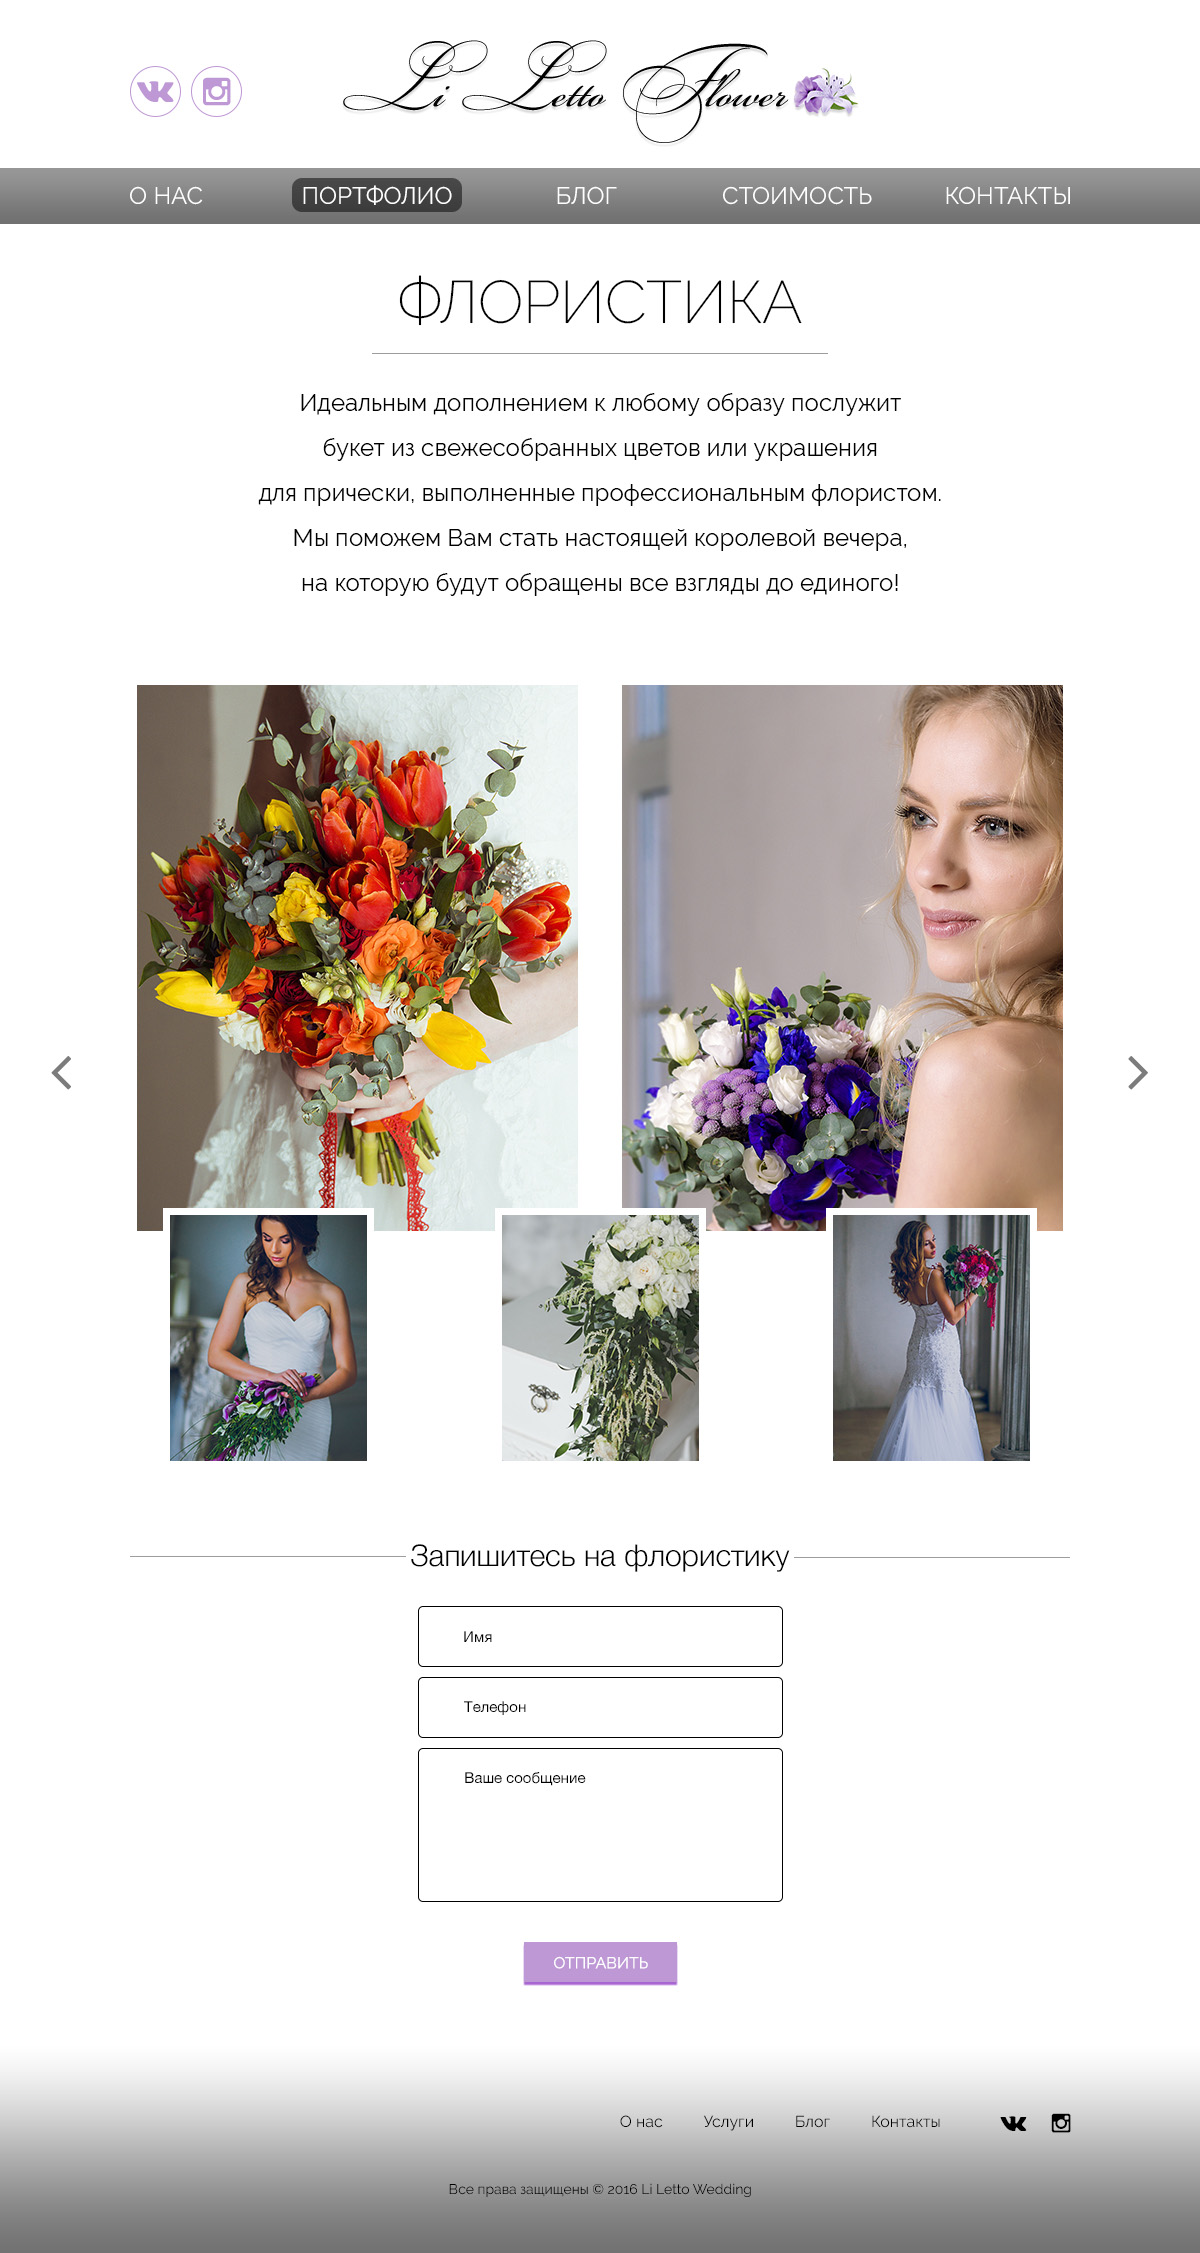 Li Letto Flower
О НАС ПОРТФОЛИО БЛОГ СТОИМОСТЬ КОНТАКТЫ
ФЛОРИСТИКА
Идеальным дополнением к любому образу послужит
букет из свежесобранных цветов или украшения
для прически, выполненные профессиональным флористом.
Мы поможем Вам стать настоящей королевой вечера,
на которую будут обращены все взгляды до единого!
Запишитесь на флористику
Имя
Телефон
Ваше сообщение
ОТПРАВИТЬ
О нас Услуги Блог Контакты
Все права защищены © 2016 Li Letto Wedding